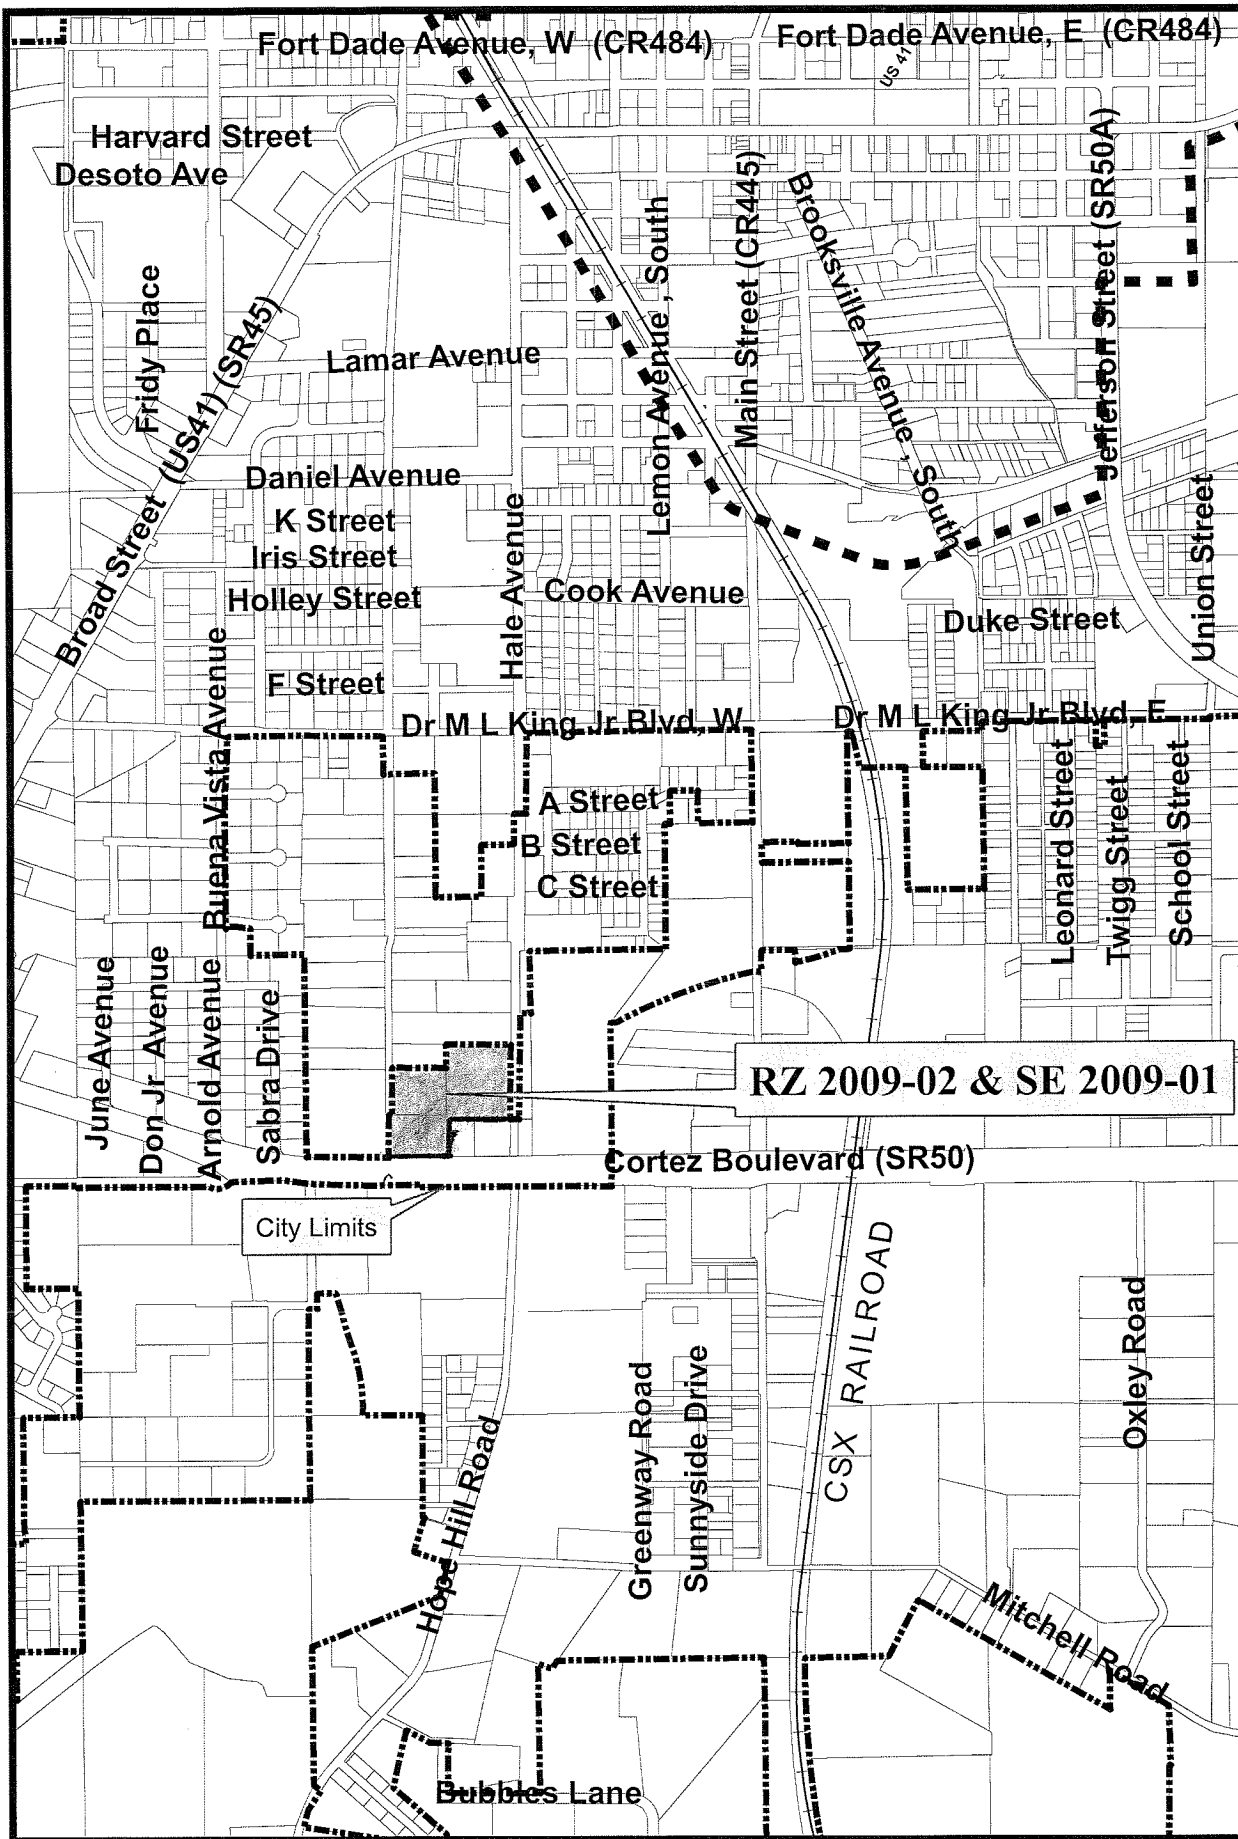 Fort Dade Avenue, W (CR484)
Fort Dade Avenue, E (CR484)
US 41
Harvard Street
Desoto Ave
Jefferson Street (SR50A)
Main Street (CR445)
Brooksville Avenue, South
Lemon Avenue, South
Fridy Place
Broad Street (US41) (SR45)
Lamar Avenue
Daniel Avenue
K Street
Iris Street
Holley Street
Hale Avenue
Cook Avenue
Duke Street
Union Street
F Street
Buena Vista Avenue
Dr M L King Jr Blvd, W
Dr M L King Jr Blvd, E
A Street
B Street
C Street
Leonard Street
Twigg Street
School Street
June Avenue
Don Jr Avenue
Arnold Avenue
Sabra Drive
RZ 2009-02 & SE 2009-01
Cortez Boulevard (SR50)
City Limits
CSX RAILROAD
Oxley Road
Greenway Road
Sunnyside Drive
Hope Hill Road
Mitchell Road
Bubbles Lane